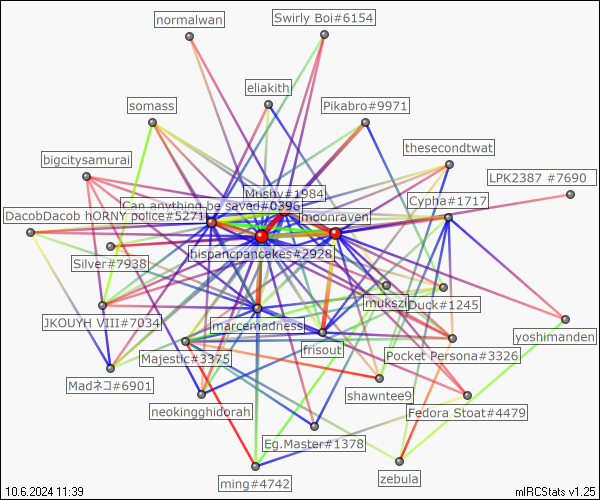 normalwan
Swirly Boi#6154
eliakith
somass
Pikabro#9971
thesecondtwat
bigcitysamurai
LPK2387 #7690
Mushy#1984
Can anything be saved#0396
Cypha#1717
DacobDacob hORNY police#5271
moonraven
hispancpancakes#2928
Silver#7938
mukszi
Duck#1245
JKOUYH VIII#7034
marcemadness
yoshimanden
frisout
Majestic#3375
Pocket Persona#3326
Madネコ#6901
shawntee9
neokingghidorah
Fedora Stoat#4479
Eg.Master#1378
zebula
ming#4742
10.6.2024 11:39
mIRCStats v1.25